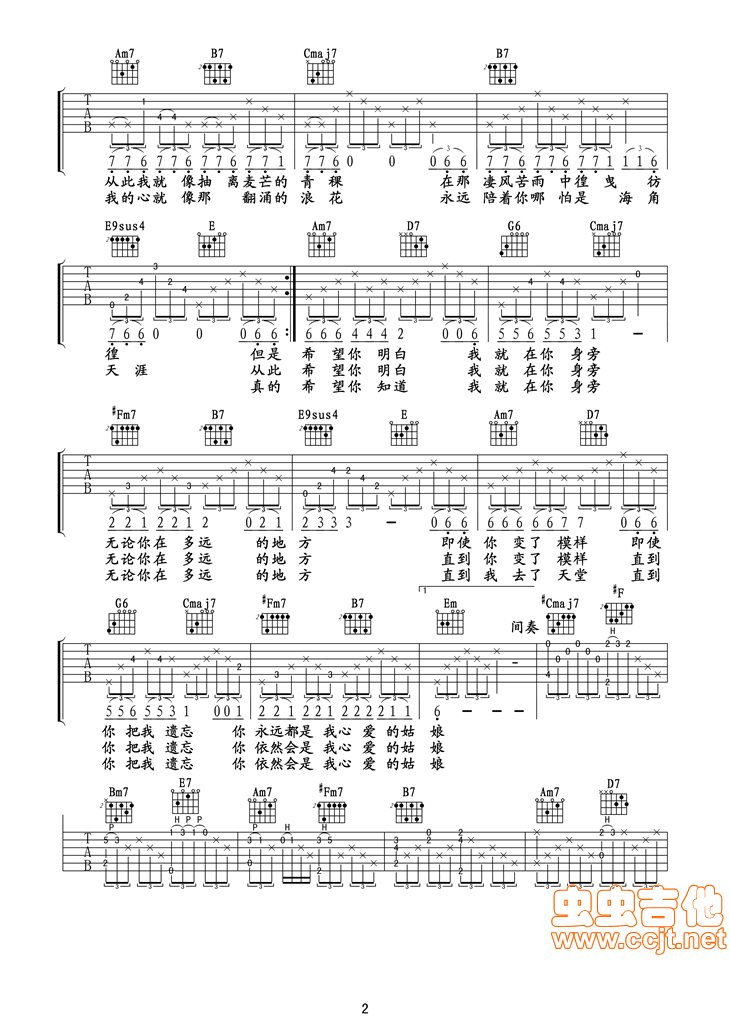 Am7 B7 Cmaj7 B7
T A B
7 7 6 7 7 6 7 7 6 7 7 1 7 7 6 0 0 0 6 6 7 7 6 7 7 6 7 7 1 1 1 6
从此我就 像抽 离麦芒的 青稞 在那 凄风苦雨 中徨 曳 彷
我的心就像那 翻涌的 浪花 永远 陪着你哪 怕是 海角
E9sus4 E Am7 D7 G6 Cmaj7
T A B
7 6 6 0 0 0 6 6 6 6 6 4 4 4 2 0 0 6 5 5 6 5 5 3 1 -
徨 但是 希望你 明白 我 就 在你 身旁
天 涯 从此 希望你 明白 我 就 在你 身旁
真的 希望你 知道 我 就 在你 身旁
#Fm7 B7 E9sus4 E Am7 D7
T A B
2 2 1 2 2 1 2 0 2 1 2 3 3 3 - 0 6 6 6 6 6 6 7 7 0 6 6
无论你在 多远 的地 方 即使 你 变了 模样 即使
无论你在 多远 的地 方 直到 你 变了 模样 直到
无论你在 多远 的地 方 直到 我 去了 天堂 直到
1
G6 Cmaj7 #Fm7 B7 Em 间奏 #Cmaj7 #F
H
T A B
5 5 6 5 5 3 1 0 0 1 2 2 1 2 2 1 2 2 1 2 1 1 6 - - -
你 把我 遗忘 你 永远都是 我心 爱的姑 娘
你 把我 遗忘 你 依然会是 我心 爱的姑 娘
你 把我 遗忘 你 依然会是 我心 爱的姑 娘
Bm7 E7 Am7 #Fm7 B7 Am7 D7
P H P P P H H H
T A B
虫虫吉他
www.ccjt.net
2